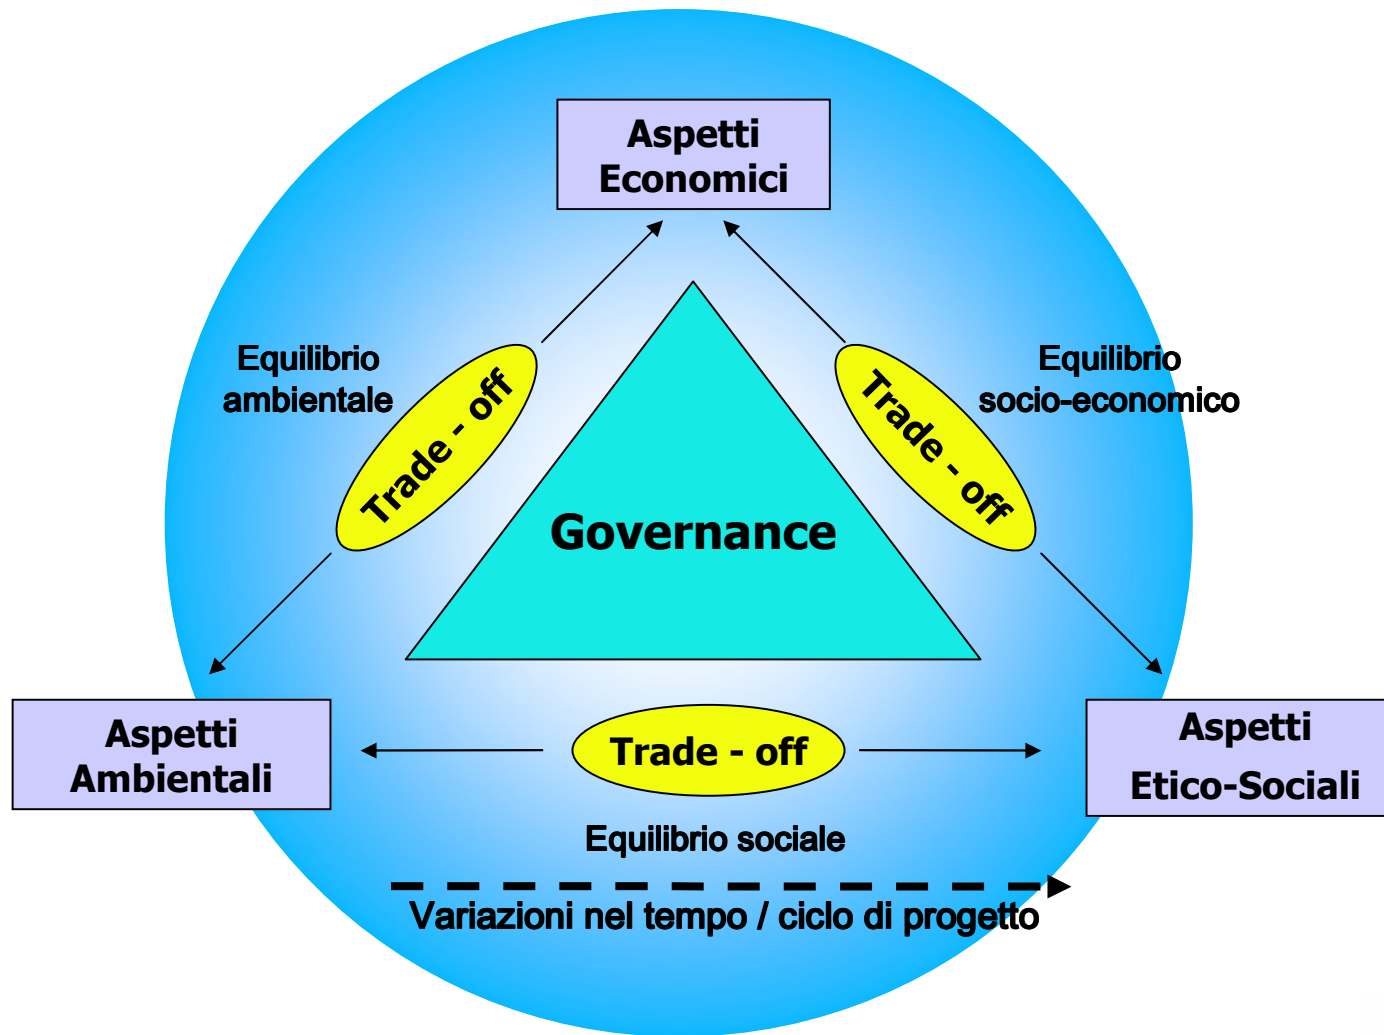 Aspetti
Economici
Equilibrio
ambientale
Trade - off
Equilibrio
socio-economico
Trade - off
Governance
Aspetti
Ambientali
Trade - off
Aspetti
Etico-Sociali
Equilibrio sociale
Variazioni nel tempo / ciclo di progetto